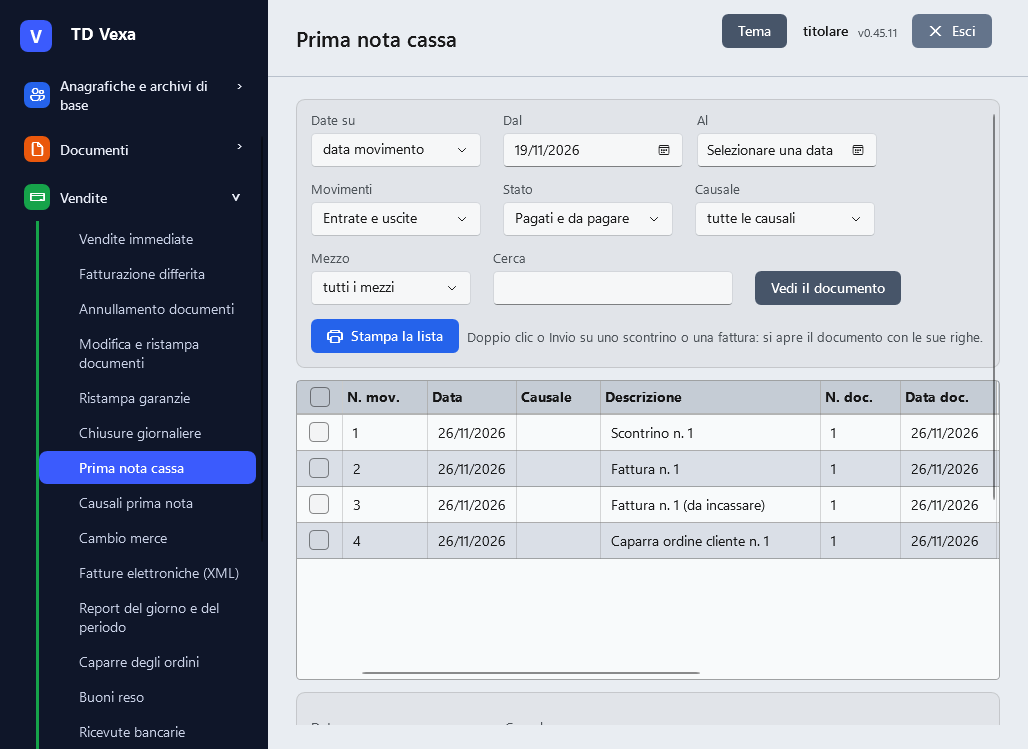 V
TD Vexa
Anagrafiche e archivi di
base
Documenti
Vendite
Vendite immediate
Fatturazione differita
Annullamento documenti
Modifica e ristampa
documenti
Ristampa garanzie
Chiusure giornaliere
Prima nota cassa
Causali prima nota
Cambio merce
Fatture elettroniche (XML)
Report del giorno e del
periodo
Caparre degli ordini
Buoni reso
Ricevute bancarie
Prima nota cassa
Tema
titolare v0.45.11
Esci
Date su Dal Al
data movimento 19/11/2026 Selezionare una data
Movimenti Stato Causale
Entrate e uscite Pagati e da pagare tutte le causali
Mezzo Cerca
tutti i mezzi Vedi il documento
Stampa la lista Doppio clic o Invio su uno scontrino o una fattura: si apre il documento con le sue righe.
N. mov. Data Causale Descrizione N. doc. Data doc.
1 26/11/2026 Scontrino n. 1 1 26/11/2026
2 26/11/2026 Fattura n. 1 1 26/11/2026
3 26/11/2026 Fattura n. 1 (da incassare) 1 26/11/2026
4 26/11/2026 Caparra ordine cliente n. 1 1 26/11/2026